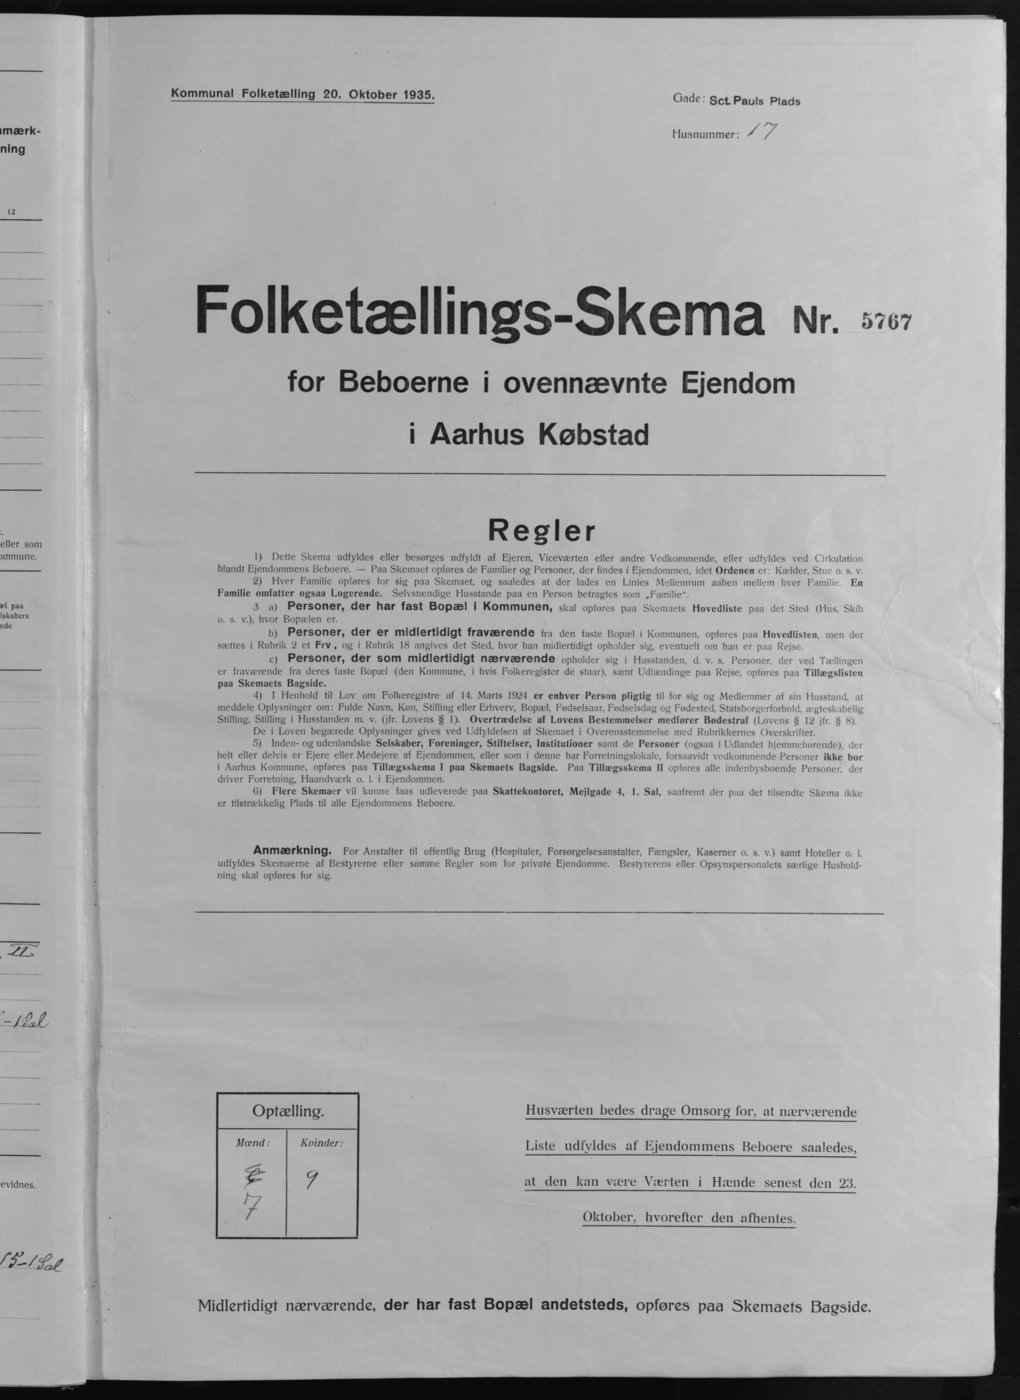 mærk-
ning
12
eller som
ommune.
el paa
lskabers
nde
II
-1Sal
evidnes.
15-1Sal
Kommunal Folketælling 20. Oktober 1935.
Gade: Sct. Pauls Plads
Husnummer: 17
Folketællings-Skema Nr. 5767
for Beboerne i ovennævnte Ejendom
i Aarhus Købstad
Regler
1) Dette Skema udfyldes eller besørges udfyldt af Ejeren, Viceværten eller andre Vedkommende, eller udfyldes ved Cirkulation
blandt Ejendommens Beboere. — Paa Skemaet opføres de Familier og Personer, der findes i Ejendommen, idet Ordenen er: Kælder, Stue o. s. v.
2) Hver Familie opføres for sig paa Skemaet, og saaledes at der lades en Linies Mellemrum aaben mellem hver Familie. En
Familie omfatter ogsaa Logerende. Selvstændige Husstande paa en Person betragtes som „Familie“.
3 a) Personer, der har fast Bopæl i Kommunen, skal opføres paa Skemaets Hovedliste paa det Sted (Hus, Skib
o. s. v.), hvor Bopælen er.
b) Personer, der er midlertidigt fraværende fra den faste Bopæl i Kommunen, opføres paa Hovedlisten, men der
sættes i Rubrik 2 et Frv, og i Rubrik 18 angives det Sted, hvor han midlertidigt opholder sig, eventuelt om han er paa Rejse.
c) Personer, der som midlertidigt nærværende opholder sig i Husstanden, d. v. s. Personer, der ved Tællingen
er fraværende fra deres faste Bopæl (den Kommune, i hvis Folkeregister de staar), samt Udlændinge paa Rejse, opføres paa Tillægslisten
paa Skemaets Bagside.
4) I Henhold til Lov om Folkeregistre af 14. Marts 1924 er enhver Person pligtig til for sig og Medlemmer af sin Husstand, at
meddele Oplysninger om: Fulde Navn, Køn, Stilling eller Erhverv, Bopæl, Fødselsaar, Fødselsdag og Fødested, Statsborgerforhold, ægteskabelig
Stilling, Stilling i Husstanden m. v. (jfr. Lovens § 1). Overtrædelse af Lovens Bestemmelser medfører Bødestraf (Lovens § 12 jfr. § 8).
De i Loven begærede Oplysninger gives ved Udfyldelsen af Skemaet i Overensstemmelse med Rubrikkernes Overskrifter.
5) Inden- og udenlandske Selskaber, Foreninger, Stiftelser, Institutioner samt de Personer (ogsaa i Udlandet hjemmehørende), der
helt eller delvis er Ejere eller Medejere af Ejendommen, eller som i denne har Forretningslokale, forsaavidt vedkommende Personer ikke bor
i Aarhus Kommune, opføres paa Tillægsskema I paa Skemaets Bagside. Paa Tillægsskema II opføres alle indenbysboende Personer, der
driver Forretning, Haandværk o. l. i Ejendommen.
6) Flere Skemaer vil kunne faas udleverede paa Skattekontoret, Mejlgade 4, 1. Sal, saafremt der paa det tilsendte Skema ikke
er tilstrækkelig Plads til alle Ejendommens Beboere.
Anmærkning. For Anstalter til offentlig Brug (Hospitaler, Forsørgelsesanstalter, Fængsler, Kaserner o. s. v.) samt Hoteller o. l.
udfyldes Skemaerne af Bestyrerne efter samme Regler som for private Ejendomme. Bestyrerens eller Opsynspersonalets særlige Hushold-
ning skal opføres for sig.
Optælling.
Mænd: Kvinder:
9
7
Husværten bedes drage Omsorg for, at nærværende
Liste udfyldes af Ejendommens Beboere saaledes,
at den kan være Værten i Hænde senest den 23.
Oktober, hvorefter den afhentes.
Midlertidigt nærværende, der har fast Bopæl andetsteds, opføres paa Skemaets Bagside.